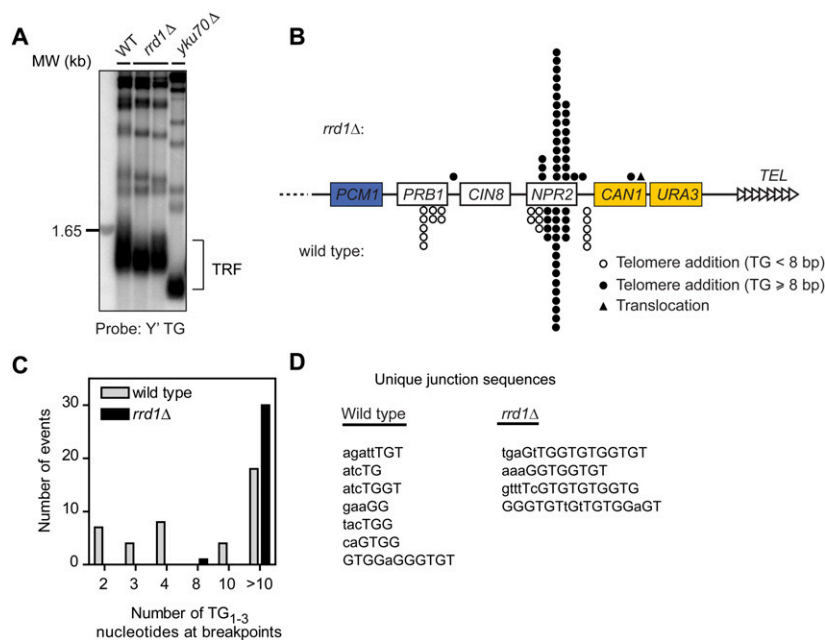 A
WT
rrd1Δ
yku70Δ
MW (kb)
1.65
TRF
Probe: Y' TG
B
rrd1Δ:
TEL
PCM1
PRB1
CIN8
NPR2
CAN1
URA3
wild type:
Telomere addition (TG < 8 bp)
Telomere addition (TG ⩾ 8 bp)
Translocation
C
wild type
rrd1Δ
Number of events
30
20
10
0
2 3 4 8 10 >10
Number of TG1-3
nucleotides at breakpoints
D
Unique junction sequences
Wild type
agattTGT
atcTG
atcTGGT
gaaGG
tacTGG
caGTGG
GTGGaGGGTGT
rrd1Δ
tgaGtTGGTGTGGTGT
aaaGGTGGTGT
gtttTcGTGTGTGGTG
GGGTGTTtGtTGTGGaGT